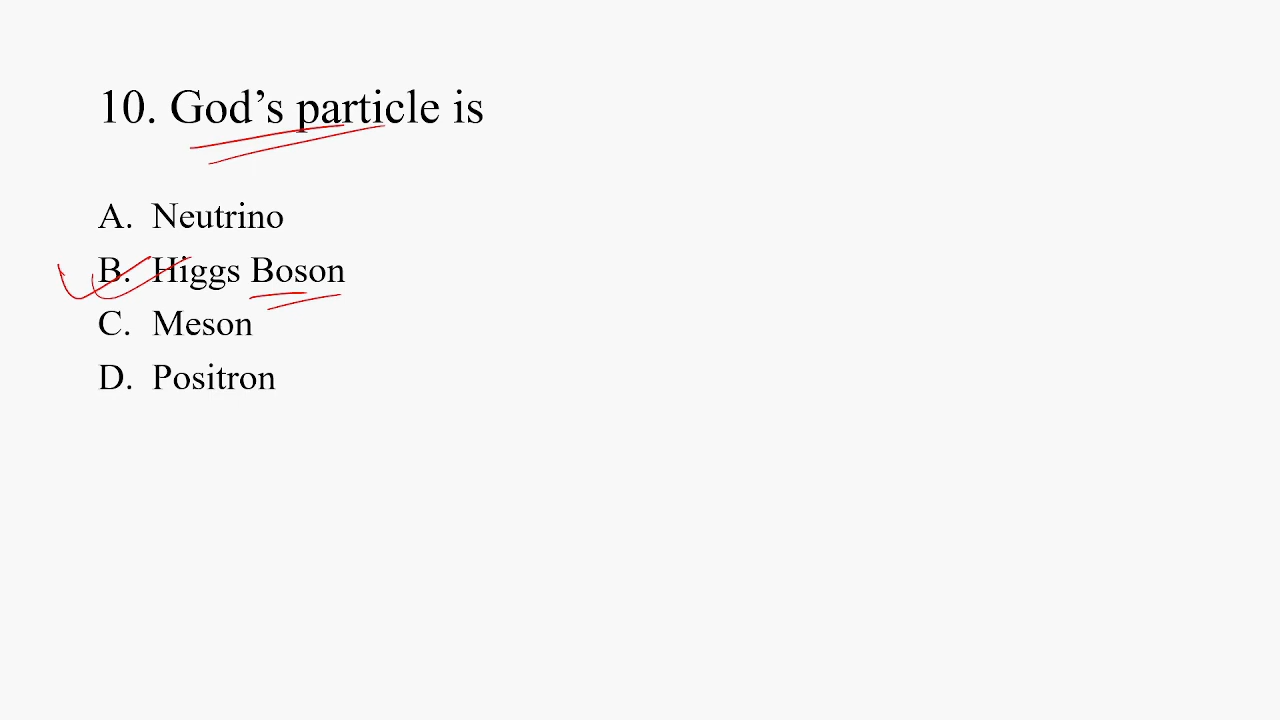 10. God’s particle is
A. Neutrino
B. Higgs Boson
C. Meson
D. Positron